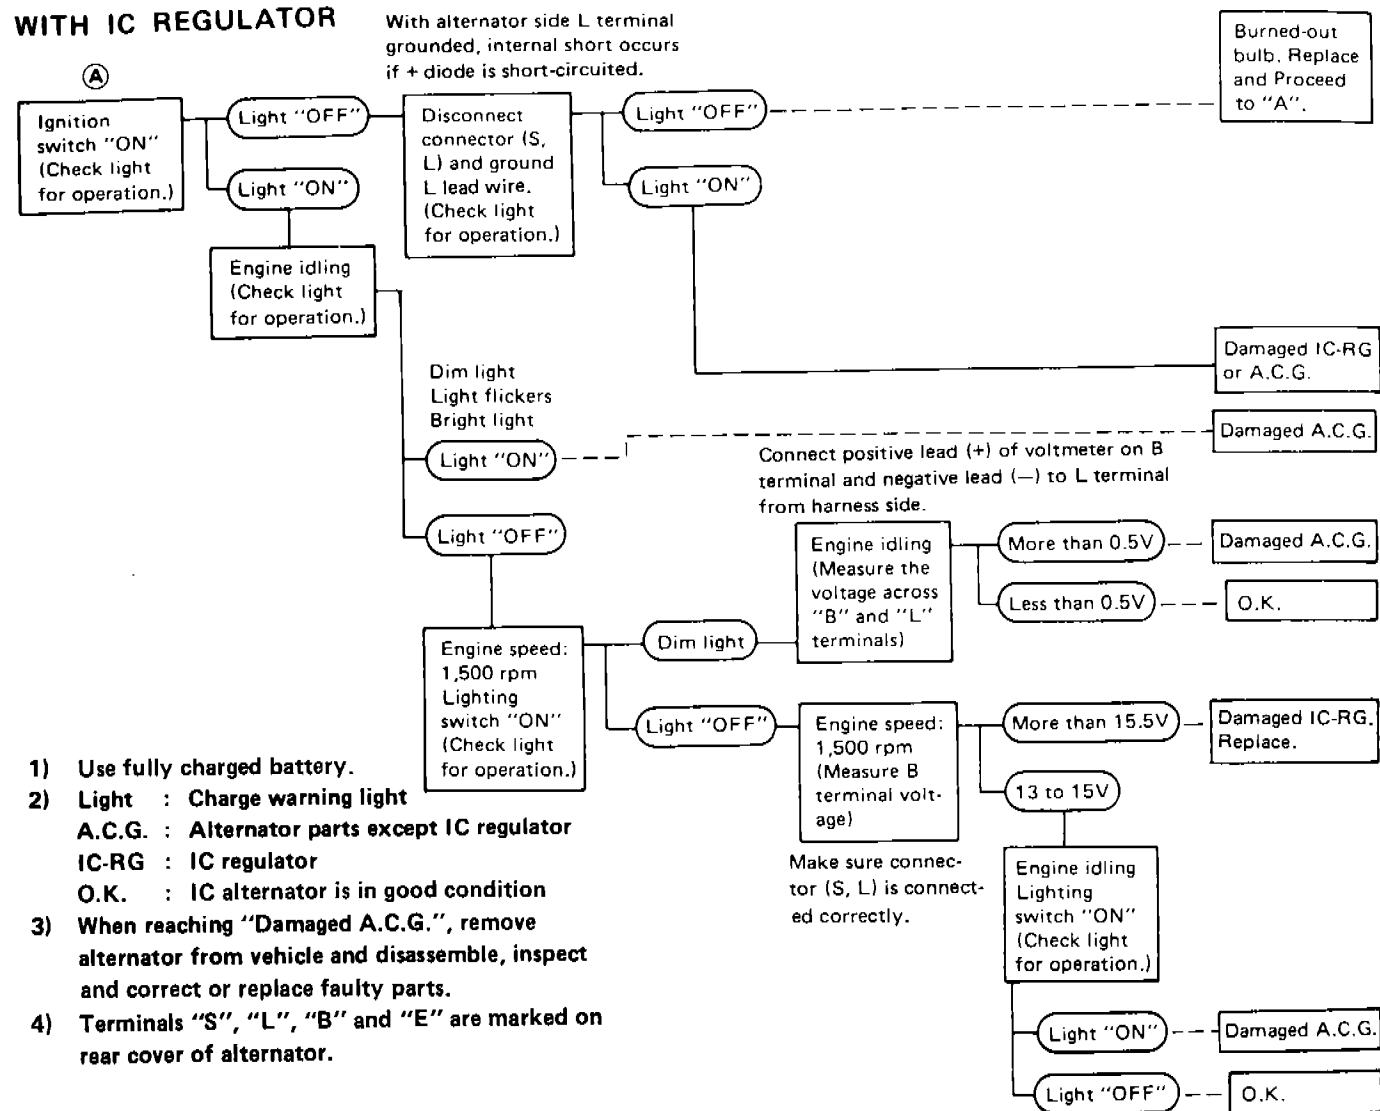 WITH IC REGULATOR
With alternator side L terminal
grounded, internal short occurs
if + diode is short-circuited.
Burned-out
bulb. Replace
and Proceed
to "A".
A
Ignition
switch "ON"
(Check light
for operation.)
Light "OFF"
Light "ON"
Disconnect
connector (S,
L) and ground
L lead wire.
(Check light
for operation.)
Light "OFF"
Light "ON"
Engine idling
(Check light
for operation.)
Damaged IC-RG
or A.C.G.
Dim light
Light flickers
Bright light
Light "ON"
Damaged A.C.G.
Connect positive lead (+) of voltmeter on B
terminal and negative lead (—) to L terminal
from harness side.
Light "OFF"
Engine idling
(Measure the
voltage across
"B" and "L"
terminals)
More than 0.5V
Damaged A.C.G.
Less than 0.5V
O.K.
Engine speed:
1,500 rpm
Lighting
switch "ON"
(Check light
for operation.)
Dim light
Light "OFF"
Engine speed:
1,500 rpm
(Measure B
terminal volt-
age)
More than 15.5V
Damaged IC-RG.
Replace.
13 to 15V
Make sure connec-
tor (S, L) is connect-
ed correctly.
Engine idling
Lighting
switch "ON"
(Check light
for operation.)
Light "ON"
Damaged A.C.G.
Light "OFF"
O.K.
1) Use fully charged battery.
2) Light : Charge warning light
A.C.G. : Alternator parts except IC regulator
IC-RG : IC regulator
O.K. : IC alternator is in good condition
3) When reaching "Damaged A.C.G.", remove
alternator from vehicle and disassemble, inspect
and correct or replace faulty parts.
4) Terminals "S", "L", "B" and "E" are marked on
rear cover of alternator.